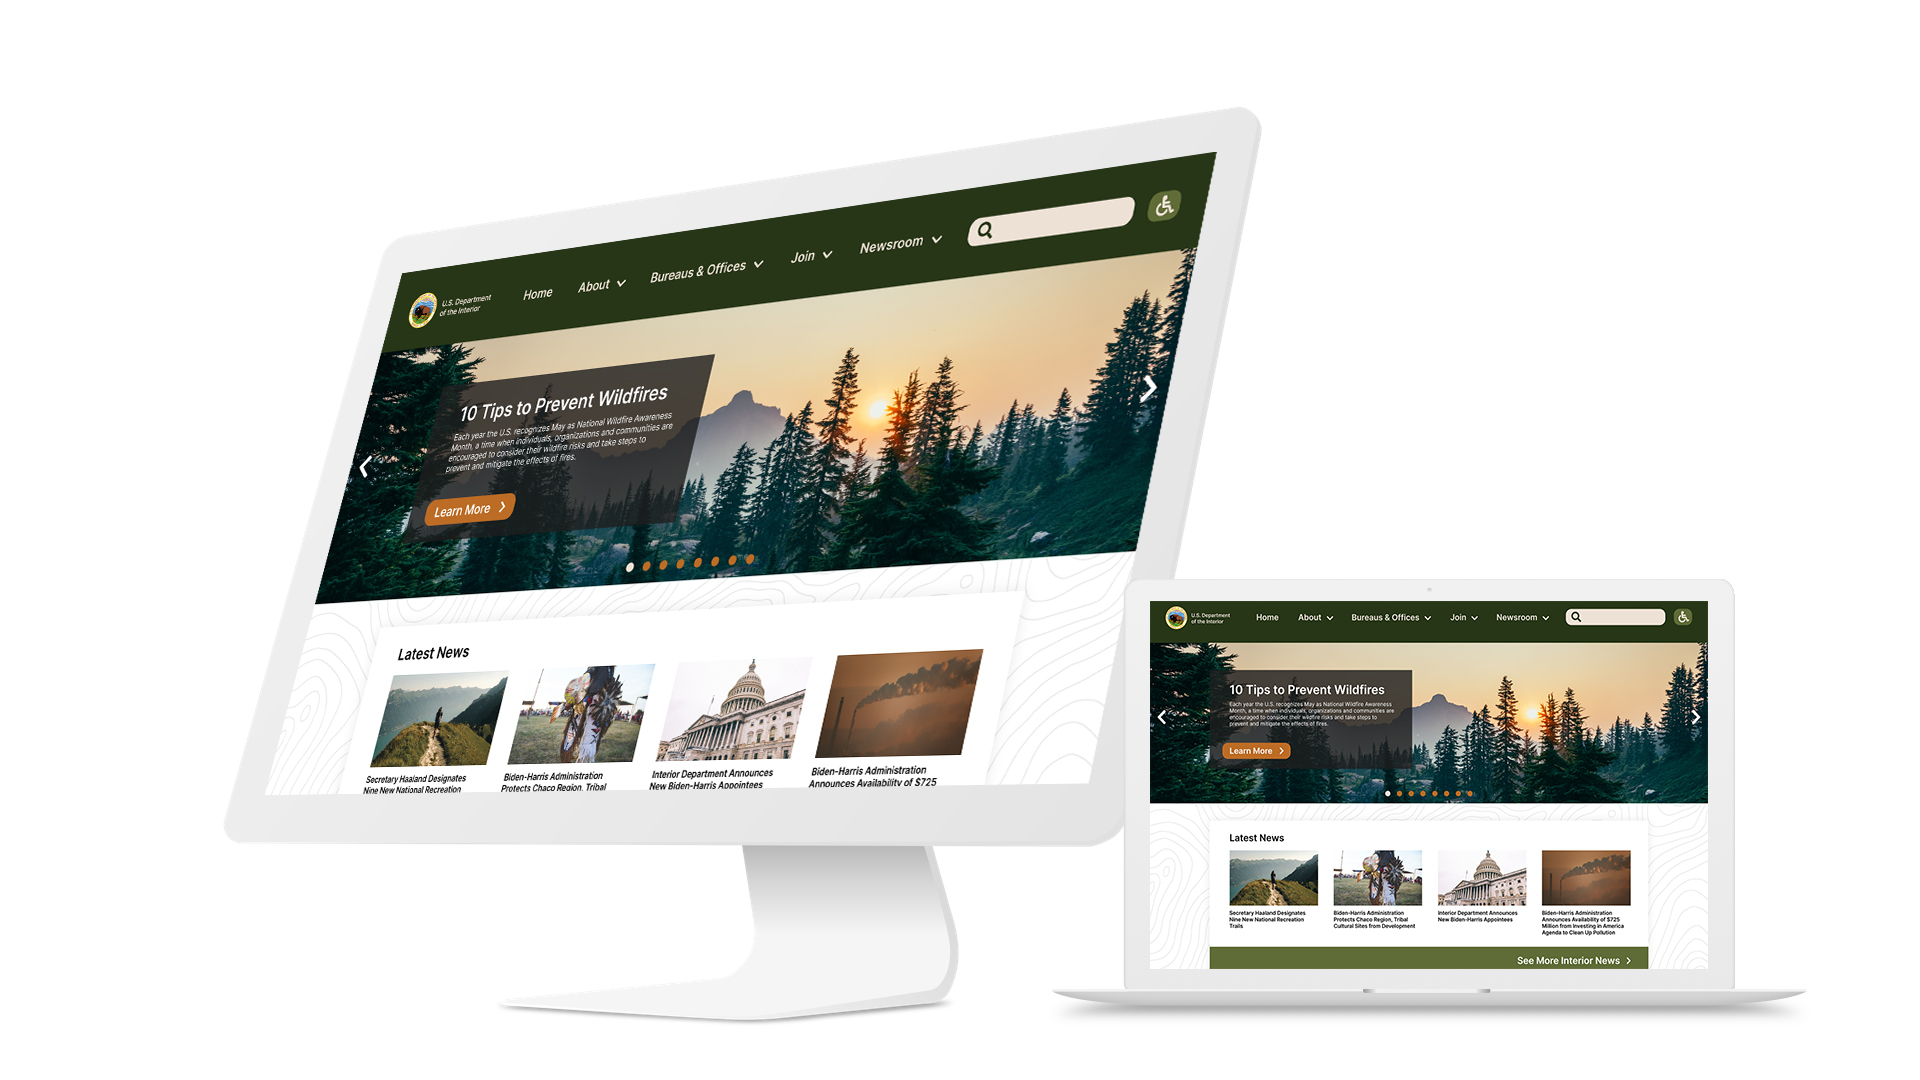 U.S. Department
of the Interior
Home
About
Bureaus & Offices
Join
Newsroom
10 Tips to Prevent Wildfires
Each year the U.S. recognizes May as National Wildfire Awareness
Month, a time when individuals, organizations and communities are
encouraged to consider their wildfire risks and take steps to
prevent and mitigate the effects of fires.
Learn More
Latest News
Secretary Haaland Designates
Nine New National Recreation
Biden-Harris Administration
Protects Chaco Region, Tribal
Interior Department Announces
New Biden-Harris Appointees
Biden-Harris Administration
Announces Availability of $725
U.S. Department
of the Interior
Home
About
Bureaus & Offices
Join
Newsroom
10 Tips to Prevent Wildfires
Each year the U.S. recognizes May as National Wildfire Awareness
Month, a time when individuals, organizations and communities are
encouraged to consider their wildfire risks and take steps to
prevent and mitigate the effects of fires.
Learn More
Latest News
Secretary Haaland Designates
Nine New National Recreation
Trails
Biden-Harris Administration
Protects Chaco Region, Tribal
Cultural Sites from Development
Interior Department Announces
New Biden-Harris Appointees
Biden-Harris Administration
Announces Availability of $725
Million from Investing in America
Agenda to Clean Up Pollution
See More Interior News